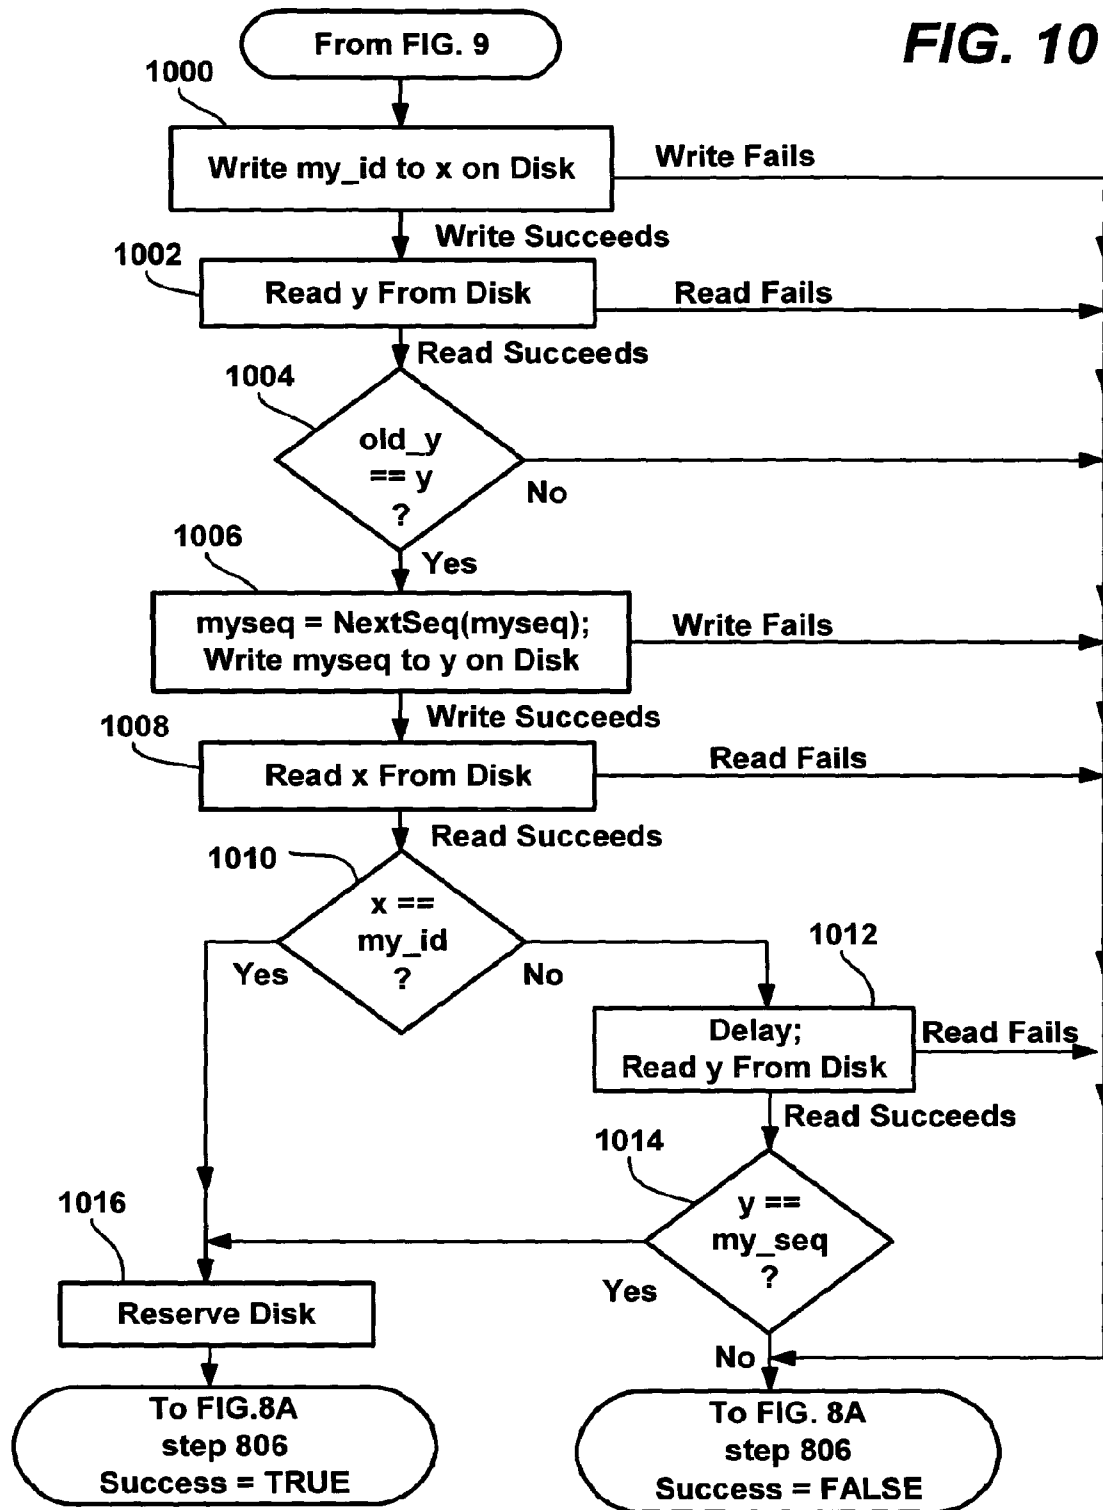 From FIG. 9
FIG. 10
1000
Write my_id to x on Disk
Write Fails
Write Succeeds
1002
Read y From Disk
Read Fails
Read Succeeds
1004
old_y
== y
?
No
Yes
1006
myseq = NextSeq(myseq);
Write myseq to y on Disk
Write Fails
Write Succeeds
1008
Read x From Disk
Read Fails
Read Succeeds
1010
x ==
my_id
?
Yes
No
1012
Delay;
Read y From Disk
Read Fails
Read Succeeds
1014
y ==
my_seq
?
Yes
No
1016
Reserve Disk
To FIG.8A
step 806
Success = TRUE
To FIG. 8A
step 806
Success = FALSE